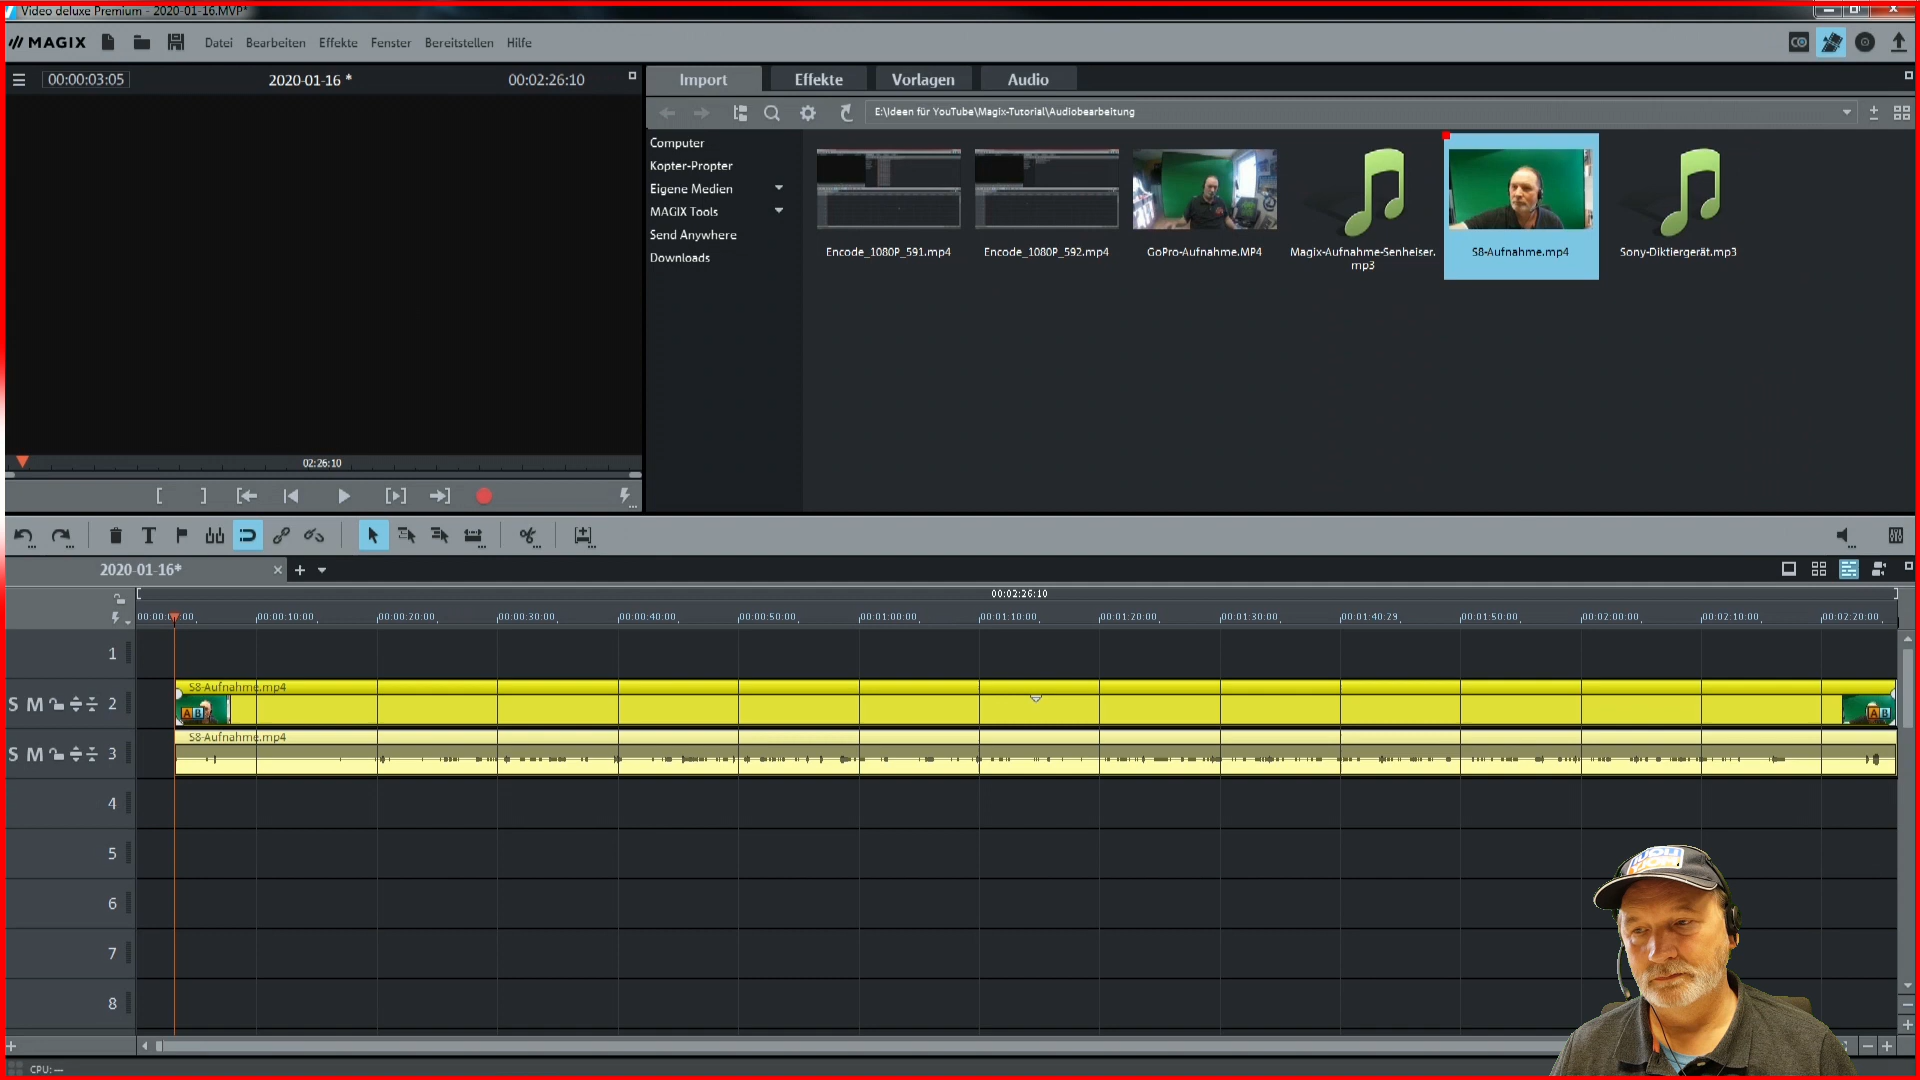 Video deluxe Premium - 2020-01-16.MVP*
MAGIX Datei Bearbeiten Effekte Fenster Bereitstellen Hilfe
00:00:03:05 2020-01-16 * 00:02:26:10
Import Effekte Vorlagen Audio
E:\Ideen für YouTube\Magix-Tutorial\Audiobearbeitung
Computer
Kopter-Propter
Eigene Medien
MAGIX Tools
Send Anywhere
Downloads
Encode_1080P_591.mp4
Encode_1080P_592.mp4
GoPro-Aufnahme.MP4
Magix-Aufnahme-Senheiser.
mp3
S8-Aufnahme.mp4
Sony-Diktiergerät.mp3
02:26:10
2020-01-16*
00:02:26:10
00:00:10:00 00:00:20:00 00:00:30:00 00:00:40:00 00:00:50:00 00:01:00:00 00:01:10:00 00:01:20:00 00:01:30:00 00:01:40:29 00:01:50:00 00:02:00:00 00:02:10:00 00:02:20:00
1
S8-Aufnahme.mp4
S M 2
A B A B
S8-Aufnahme.mp4
S M 3
4
5
6
7
8
CPU: —